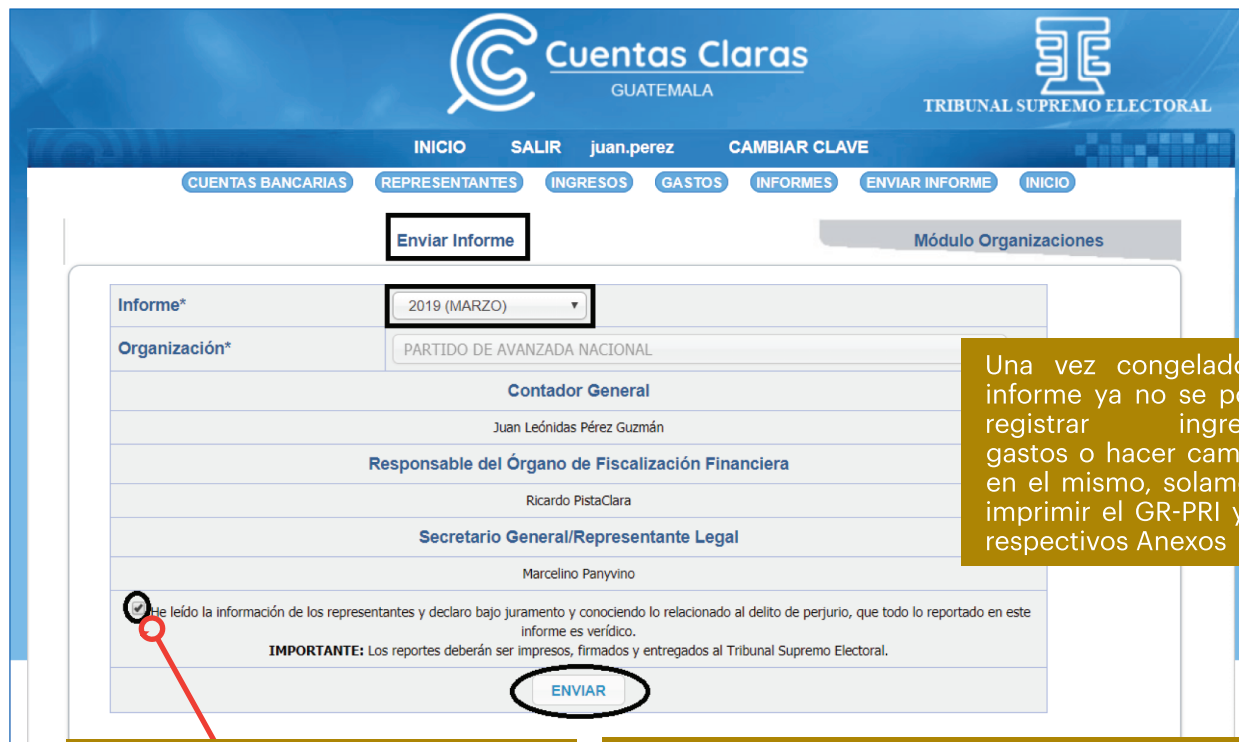 Cuentas Claras
GUATEMALA
TRIBUNAL SUPREMO ELECTORAL
INICIO SALIR juan.perez CAMBIAR CLAVE
CUENTAS BANCARIAS REPRESENTANTES INGRESOS GASTOS INFORMES ENVIAR INFORME INICIO
Enviar Informe Módulo Organizaciones
Informe* 2019 (MARZO)
Organización* PARTIDO DE AVANZADA NACIONAL
Contador General
Juan Leónidas Pérez Guzmán
Responsable del Órgano de Fiscalización Financiera
Ricardo PistaClara
Secretario General/Representante Legal
Marcelino Panyvino
He leído la información de los representantes y declaro bajo juramento y conociendo lo relacionado al delito de perjurio, que todo lo reportado en este
informe es verídico.
IMPORTANTE: Los reportes deberán ser impresos, firmados y entregados al Tribunal Supremo Electoral.
ENVIAR
Una vez congelado
informe ya no se
registrar
gastos o hacer
en el mismo,
imprimir el GR-PRI y
respectivos Anexos